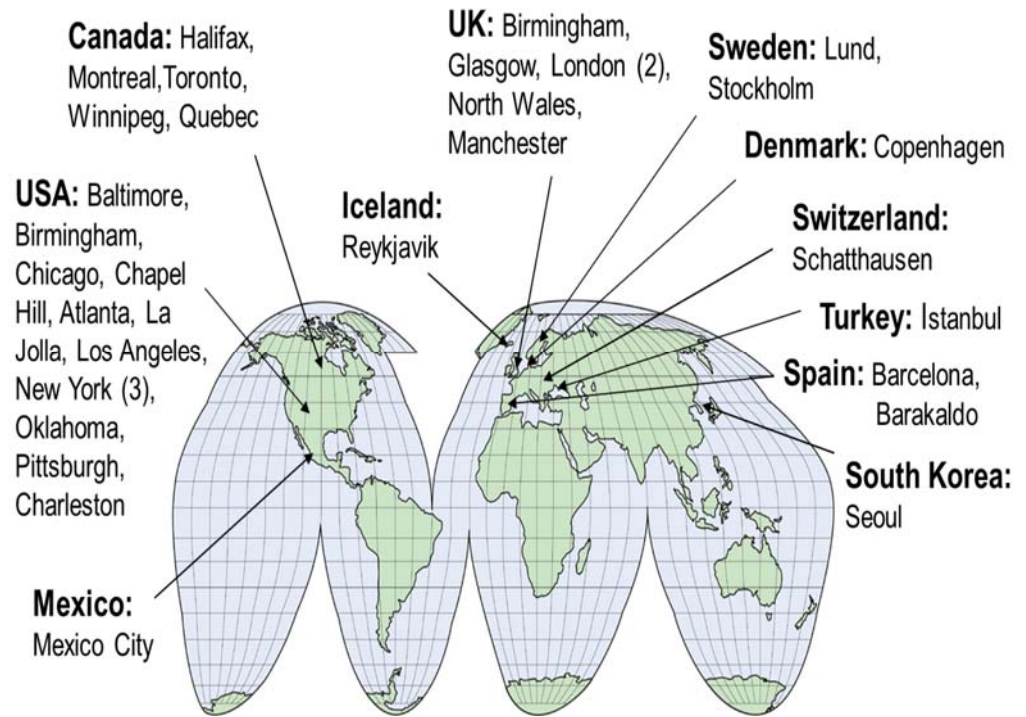 Canada: Halifax,
Montreal,Toronto,
Winnipeg, Quebec
UK: Birmingham,
Glasgow, London (2),
North Wales,
Manchester
Sweden: Lund,
Stockholm
Denmark: Copenhagen
USA: Baltimore,
Birmingham,
Chicago, Chapel
Hill, Atlanta, La
Jolla, Los Angeles,
New York (3),
Oklahoma,
Pittsburgh,
Charleston
Iceland:
Reykjavik
Switzerland:
Schatthausen
Turkey: İstanbul
Spain: Barcelona,
Barakaldo
South Korea:
Seoul
Mexico:
Mexico City